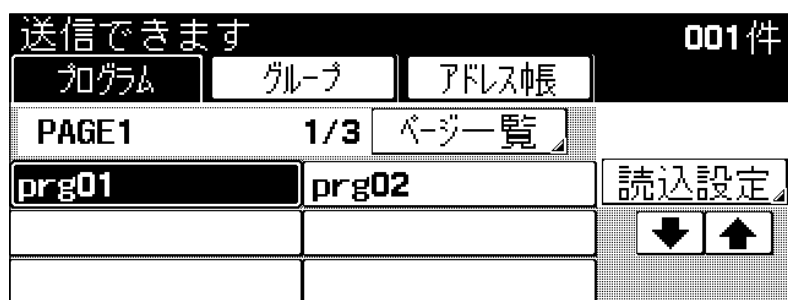 送信できます 001件
プログラム グループ アドレス帳
PAGE1 1/3 ページ一覧
prg01 prg02 読込設定